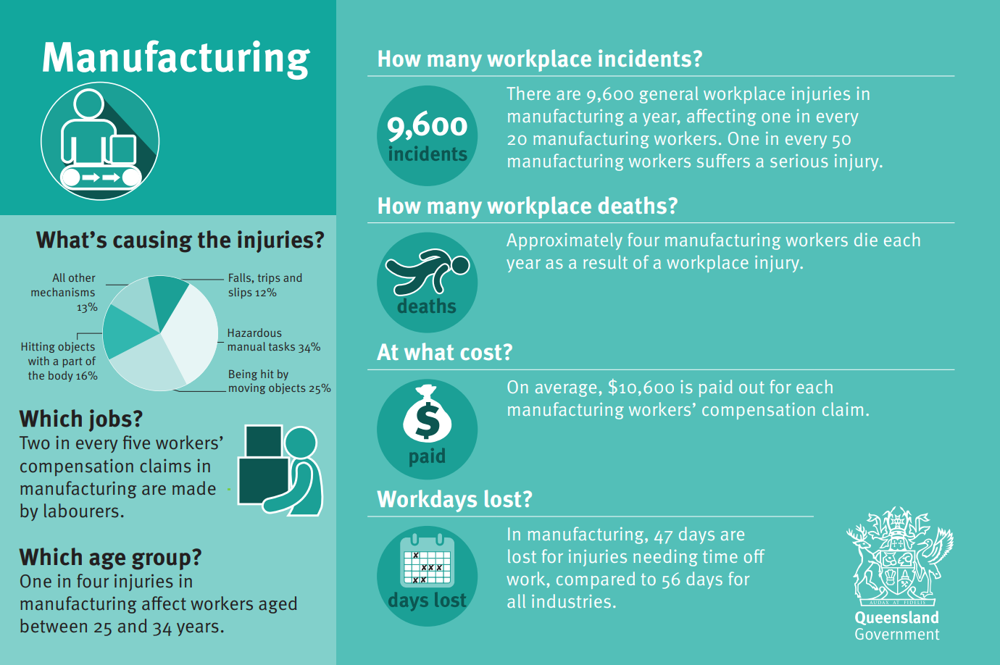 Manufacturing
What's causing the injuries?
All other
mechanisms
13%
Falls, trips and
slips 12%
Hazardous
manual tasks 34%
Hitting objects
with a part of
the body 16%
Being hit by
moving objects 25%
Which jobs?
Two in every five workers'
compensation claims in
manufacturing are made
by labourers.
Which age group?
One in four injuries in
manufacturing affect workers aged
between 25 and 34 years.
How many workplace incidents?
9,600
incidents
There are 9,600 general workplace injuries in
manufacturing a year, affecting one in every
20 manufacturing workers. One in every 50
manufacturing workers suffers a serious injury.
How many workplace deaths?
deaths
Approximately four manufacturing workers die each
year as a result of a workplace injury.
At what cost?
$
paid
On average, $10,600 is paid out for each
manufacturing workers' compensation claim.
Workdays lost?
days lost
In manufacturing, 47 days are
lost for injuries needing time off
work, compared to 56 days for
all industries.
AUDAX AT FIDELIS
Queensland
Government